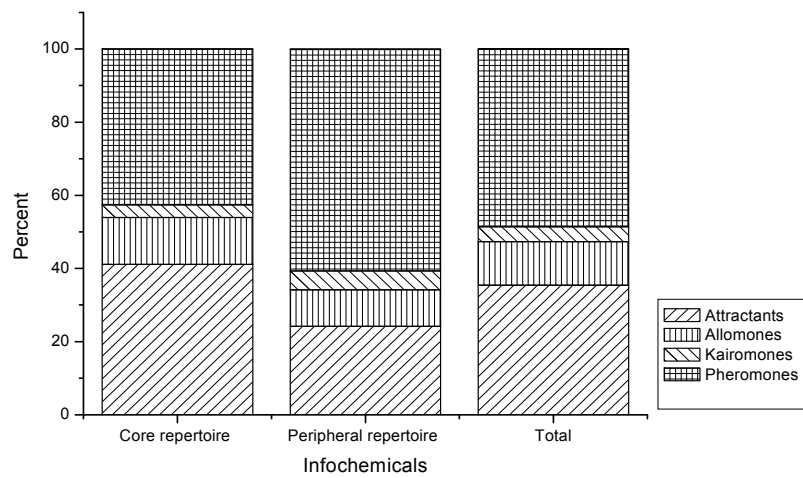 100
80
60
40
20
0
Percent
Core repertoire Peripheral repertoire Total
Infochemicals
Attractants
Allomones
Kairomones
Pheromones